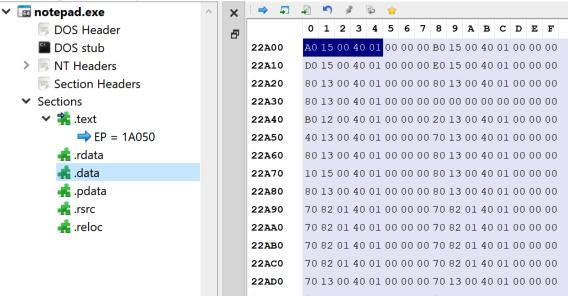 notepad.exe
DOS Header
DOS stub
NT Headers
Section Headers
Sections
.text
EP = 1A050
.rdata
.data
.pdata
.rsrc
.reloc
0 1 2 3 4 5 6 7 8 9 A B C D E F
22A00 A0 15 00 40 01 00 00 00 B0 15 00 40 01 00 00 00
22A10 D0 15 00 40 01 00 00 00 E0 15 00 40 01 00 00 00
22A20 80 13 00 40 01 00 00 00 80 13 00 40 01 00 00 00
22A30 80 13 00 40 01 00 00 00 00 00 00 00 00 00 00 00
22A40 B0 12 00 40 01 00 00 00 20 13 00 40 01 00 00 00
22A50 40 13 00 40 01 00 00 00 70 13 00 40 01 00 00 00
22A60 80 13 00 40 01 00 00 00 80 13 00 40 01 00 00 00
22A70 10 15 00 40 01 00 00 00 80 13 00 40 01 00 00 00
22A80 80 13 00 40 01 00 00 00 80 13 00 40 01 00 00 00
22A90 70 82 01 40 01 00 00 00 70 82 01 40 01 00 00 00
22AA0 70 82 01 40 01 00 00 00 70 82 01 40 01 00 00 00
22AB0 70 82 01 40 01 00 00 00 70 82 01 40 01 00 00 00
22AC0 70 82 01 40 01 00 00 00 70 82 01 40 01 00 00 00
22AD0 70 13 00 40 01 00 00 00 70 13 00 40 01 00 00 00